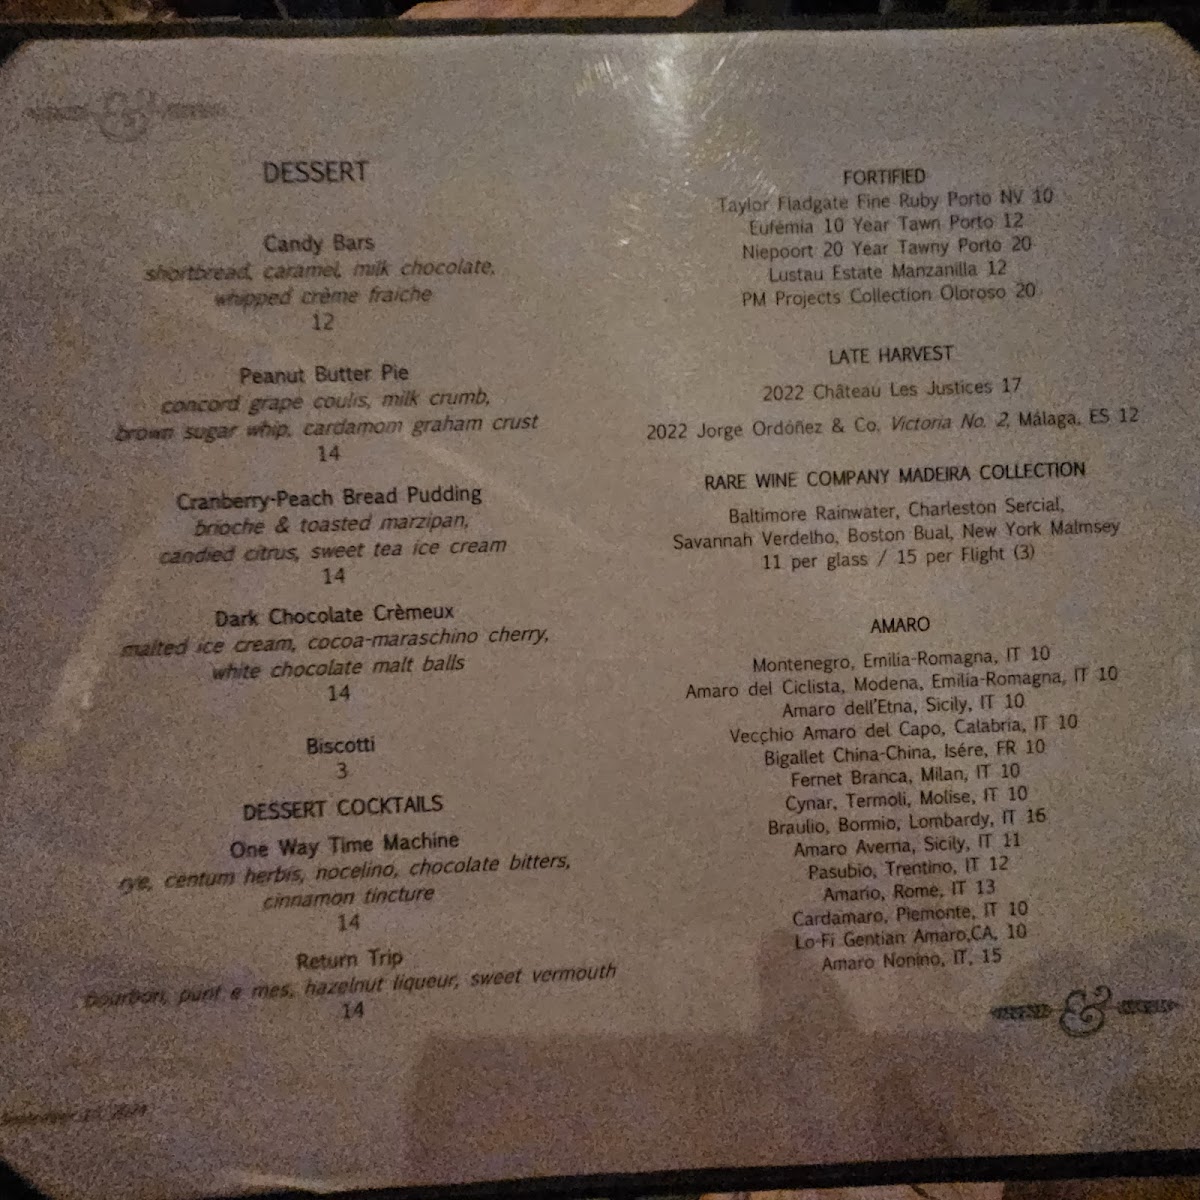 &
DESSERT
Candy Bars
shortbread, caramel, milk chocolate,
whipped crème fraiche
12
Peanut Butter Pie
concord grape coulis, milk crumb,
brown sugar whip, cardamom graham crust
14
Cranberry-Peach Bread Pudding
brioche & toasted marzipan,
candied citrus, sweet tea ice cream
14
Dark Chocolate Crèmeux
malted ice cream, cocoa-maraschino cherry,
white chocolate malt balls
14
Biscotti
3
DESSERT COCKTAILS
One Way Time Machine
rye, centum herbis, nocelino, chocolate bitters,
cinnamon tincture
14
Return Trip
bourbon, punt e mes, hazelnut liqueur, sweet vermouth
14
FORTIFIED
Taylor Fladgate Fine Ruby Porto NV 10
Eufémia 10 Year Tawn Porto 12
Niepoort 20 Year Tawny Porto 20
Lustau Estate Manzanilla 12
PM Projects Collection Oloroso 20
LATE HARVEST
2022 Château Les Justices 17
2022 Jorge Ordóñez & Co. Victoria No. 2, Málaga, ES 12
RARE WINE COMPANY MADEIRA COLLECTION
Baltimore Rainwater, Charleston Sercial,
Savannah Verdelho, Boston Bual, New York Malmsey
11 per glass / 15 per Flight (3)
AMARO
Montenegro, Emilia-Romagna, IT 10
Amaro del Ciclista, Modena, Emilia-Romagna, IT 10
Amaro dell'Etna, Sicily, IT 10
Vecchio Amaro del Capo, Calabria, IT 10
Bigallet China-China, Isére, FR 10
Fernet Branca, Milan, IT 10
Cynar, Termoli, Molise, IT 10
Braulio, Bormio, Lombardy, IT 16
Amaro Averna, Sicily, IT 11
Pasubio, Trentino, IT 12
Amario, Rome, IT 13
Cardamaro, Piemonte, IT 10
Lo-Fi Gentian Amaro,CA, 10
Amaro Nonino, IT, 15
&